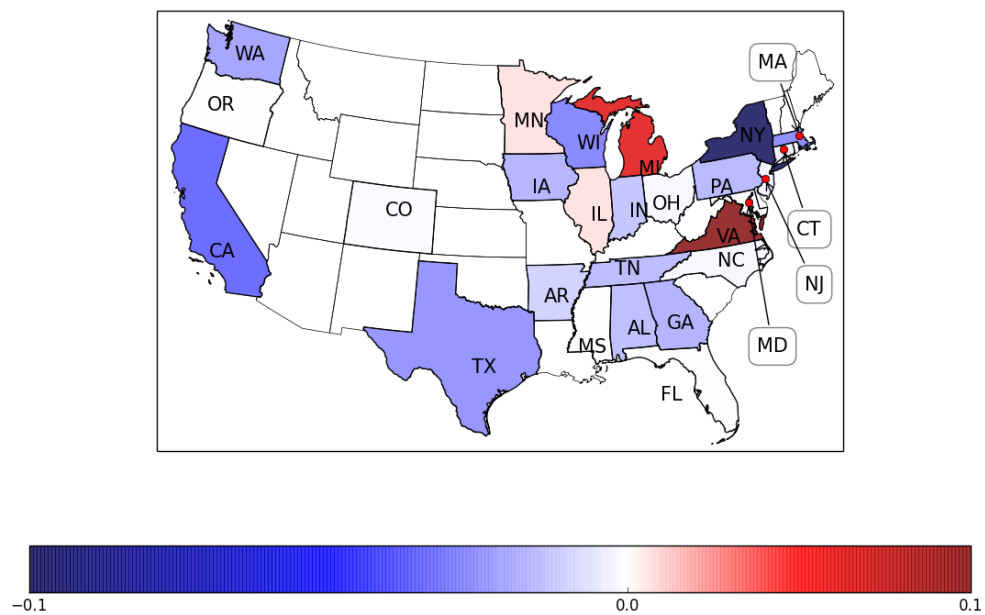 WA
MA
OR
MN
NY
WI
MI
IA
PA
CO
IL
IN
OH
CT
VA
CA
NC
TN
NJ
AR
GA
AL
MS
MD
TX
FL
−0.1
0.0
0.1